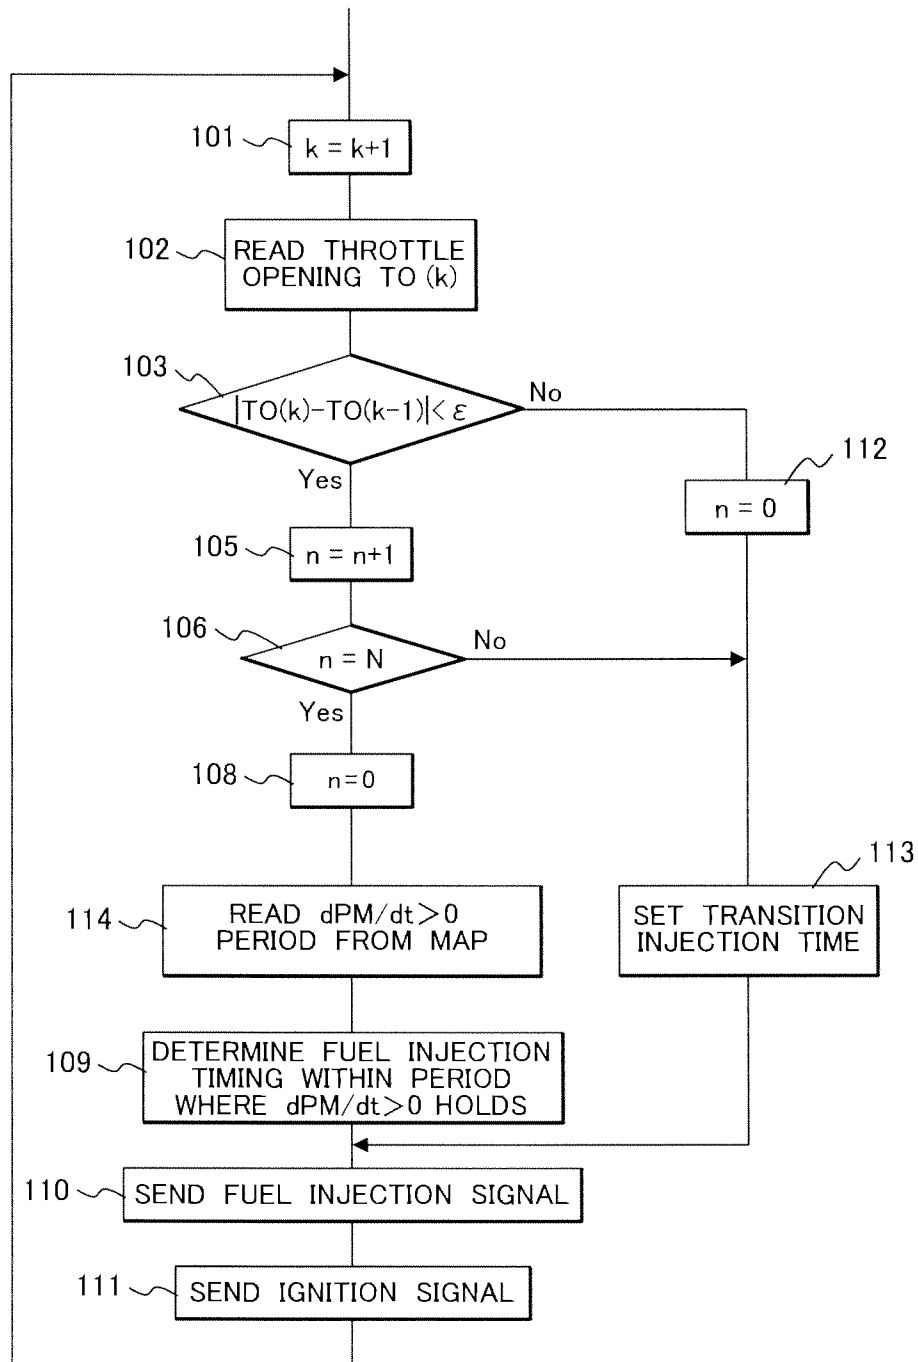 101
k = k+1
102
READ THROTTLE
OPENING TO (k)
103
|TO(k)-TO(k-1)|< ε
No
Yes
112
n = 0
105
n = n+1
106
n = N
No
Yes
108
n=0
113
114
READ dPM/dt>0
PERIOD FROM MAP
SET TRANSITION
INJECTION TIME
109
DETERMINE FUEL INJECTION
TIMING WITHIN PERIOD
WHERE dPM/dt>0 HOLDS
110
SEND FUEL INJECTION SIGNAL
111
SEND IGNITION SIGNAL